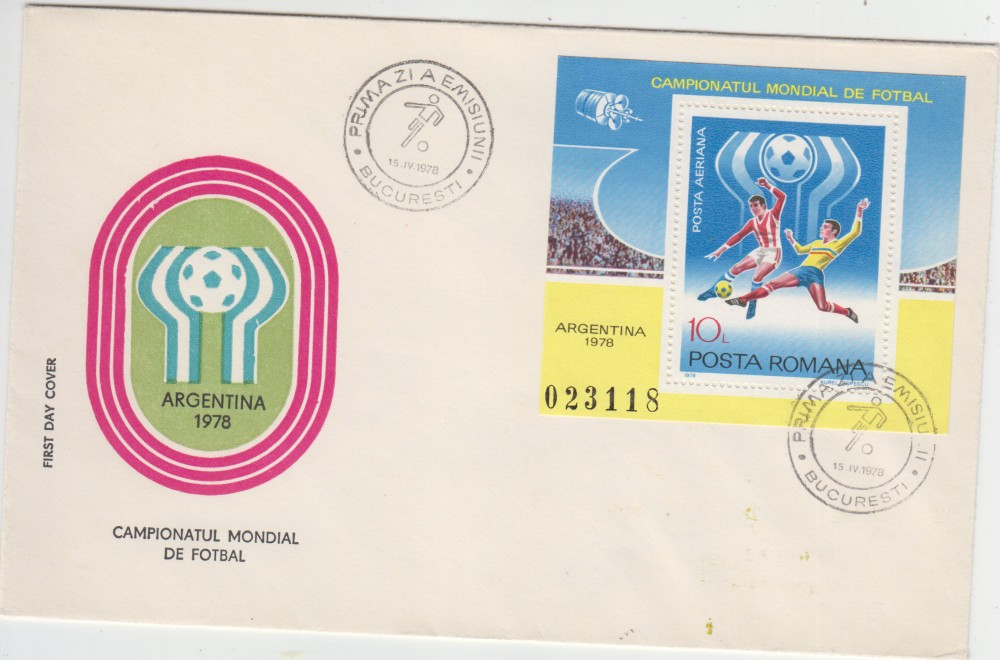 PRIMA ZI A EMISIUNII
15.IV.1978
• BUCURESTI •
FIRST DAY COVER
ARGENTINA
1978
CAMPIONATUL MONDIAL
DE FOTBAL
CAMPIONATUL MONDIAL DE FOTBAL
POSTA AERIANA
10L
POSTA ROMANA
1978
ARGENTINA
1978
023118
PRIMA ZI A EMISIUNII
15.IV.1978
• BUCURESTI •